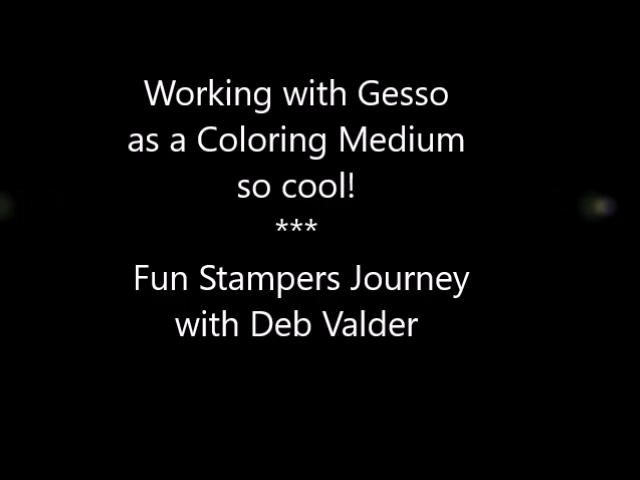 Working with Gesso
as a Coloring Medium
so cool!
***
Fun Stampers Journey
with Deb Valder